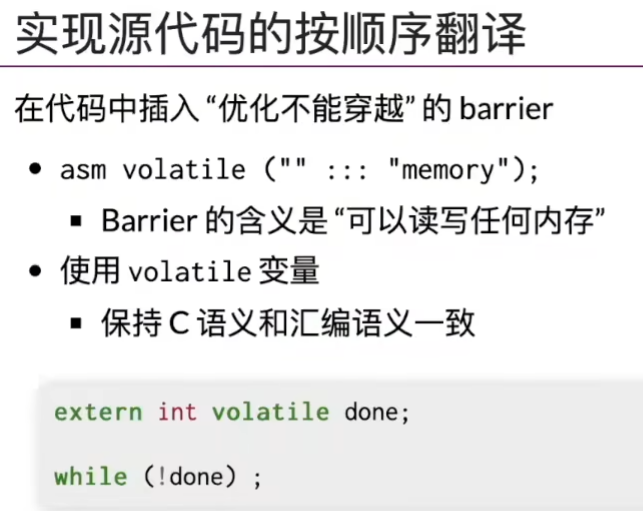 实现源代码的按顺序翻译
在代码中插入“优化不能穿越”的 barrier
• asm volatile ("" ::: "memory");
▪ Barrier 的含义是“可以读写任何内存”
• 使用 volatile 变量
▪ 保持 C 语义和汇编语义一致
extern int volatile done;
while (!done) ;